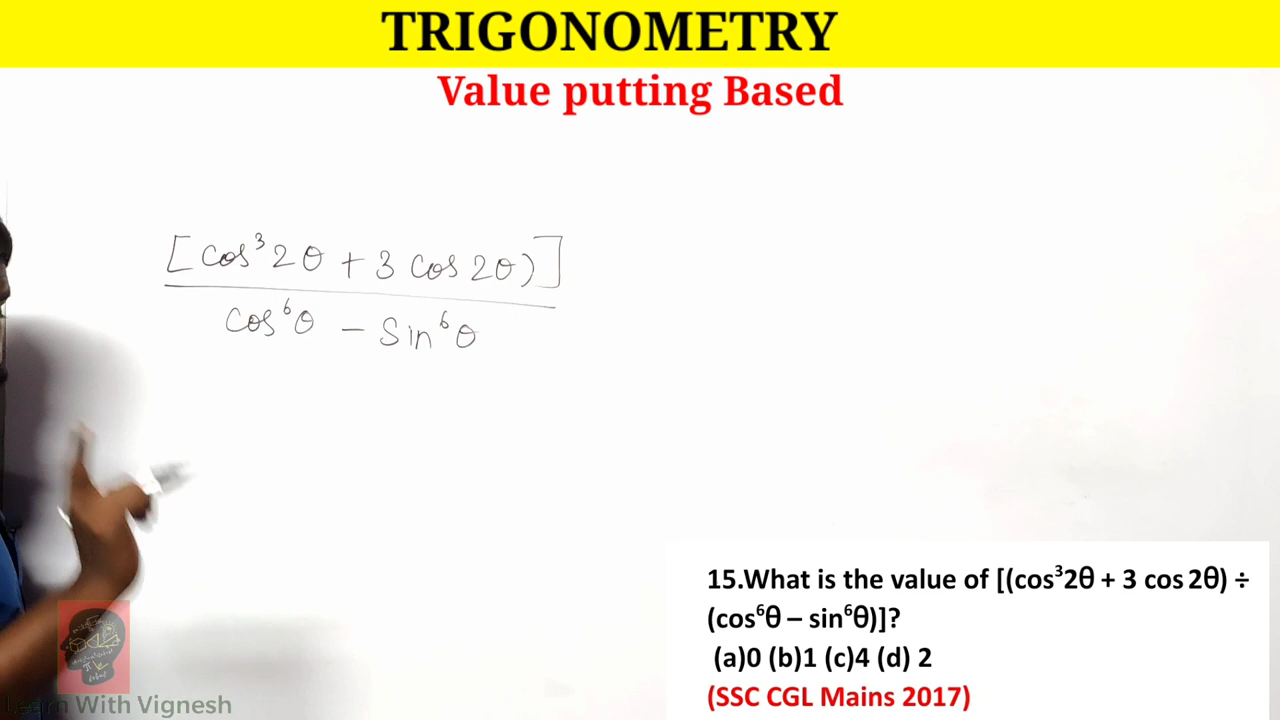 TRIGONOMETRY
Value putting Based
[cos³2θ + 3 cos 2θ)]
cos⁶θ – sin⁶θ
15.What is the value of [(cos³2θ + 3 cos 2θ) ÷
(cos⁶θ – sin⁶θ)]?
(a)0 (b)1 (c)4 (d) 2
(SSC CGL Mains 2017)
Learn With Vignesh